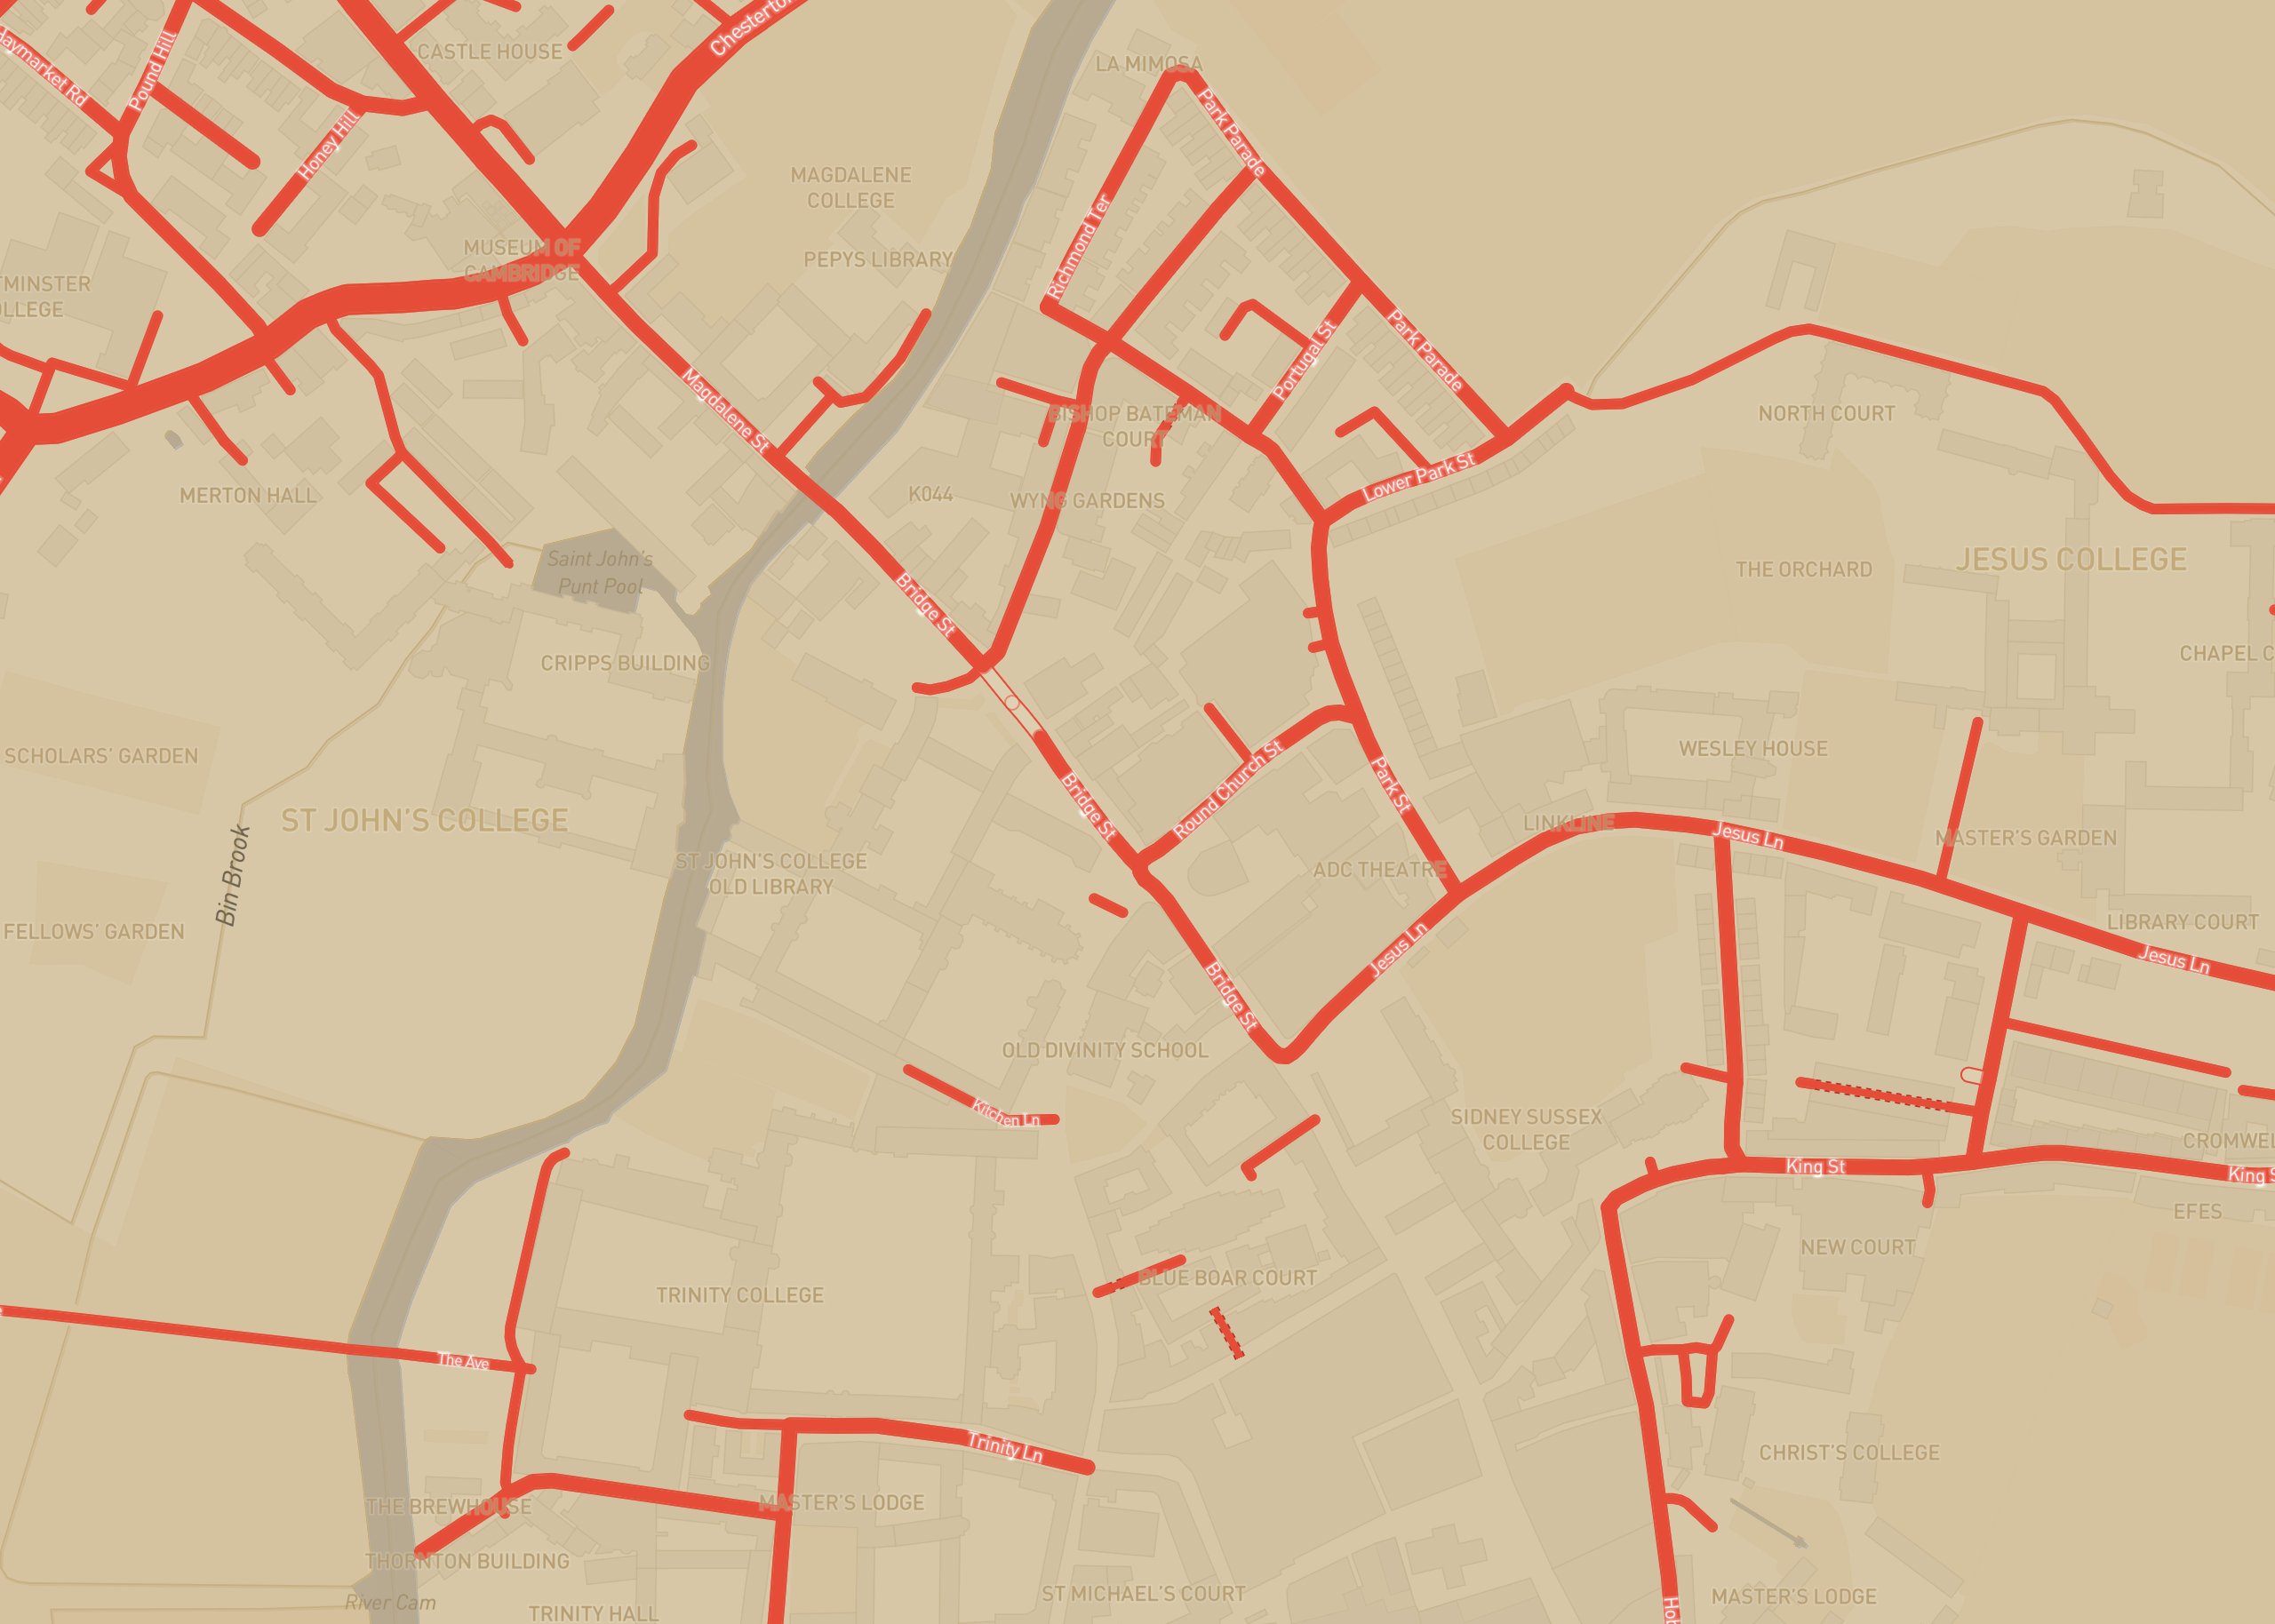 CASTLE HOUSE
Chesterton
LA MIMOSA
Haymarket Rd
Pound Hill
Honey Hill
Park Parade
MAGDALENE
COLLEGE
Richmond Ter
MUSEUM OF
CAMBRIDGE
PEPYS LIBRARY
TMINSTER
OLLEGE
Portugal St
Park Parade
Magdalene St
BISHOP BATEMAN
COURT
NORTH COURT
Lower Park St
MERTON HALL
K044
WYNG GARDENS
Saint John's
Punt Pool
THE ORCHARD
JESUS COLLEGE
Bridge St
CRIPPS BUILDING
CHAPEL C
SCHOLARS' GARDEN
WESLEY HOUSE
Round Church St
Park St
Bridge St
ST JOHN'S COLLEGE
LINKLINE
Jesus Ln
MASTER'S GARDEN
Bin Brook
ST JOHN'S COLLEGE
OLD LIBRARY
ADC THEATRE
FELLOWS' GARDEN
LIBRARY COURT
Jesus Ln
Jesus Ln
Bridge St
OLD DIVINITY SCHOOL
Kitchen Ln
SIDNEY SUSSEX
COLLEGE
CROMWEL
King St
King S
EFES
NEW COURT
BLUE BOAR COURT
TRINITY COLLEGE
The Ave
Trinity Ln
CHRIST'S COLLEGE
THE BREWHOUSE
MASTER'S LODGE
THORNTON BUILDING
River Cam
TRINITY HALL
ST MICHAEL'S COURT
MASTER'S LODGE
Hob